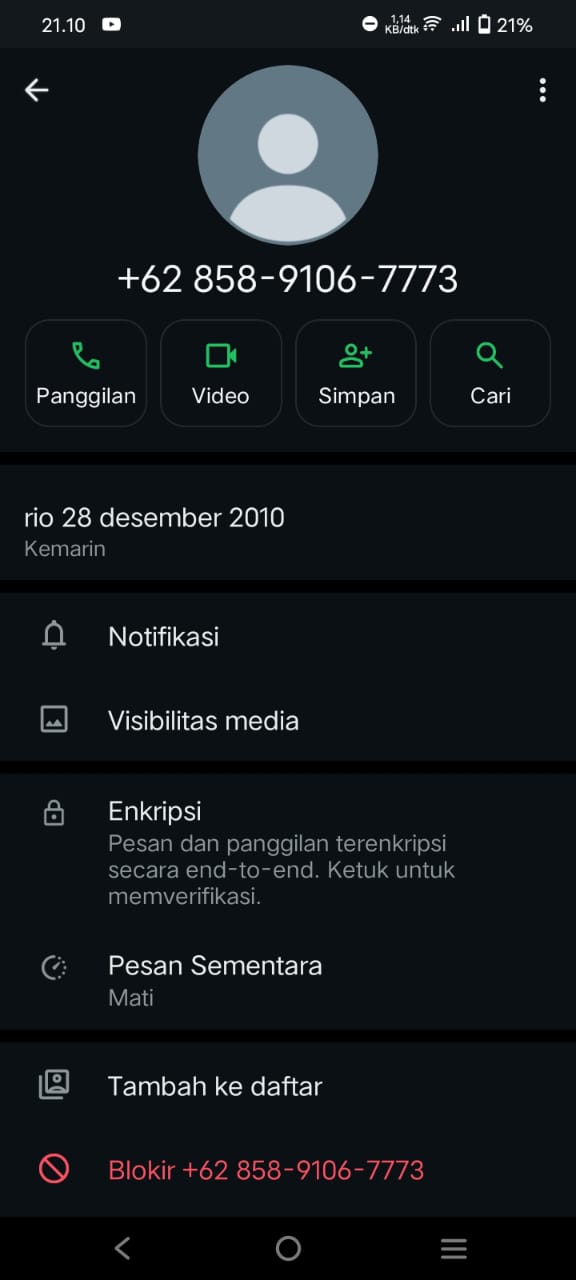 21.10
1,14
KB/dtk
21%
+62 858-9106-7773
Panggilan
Video
Simpan
Cari
rio 28 desember 2010
Kemarin
Notifikasi
Visibilitas media
Enkripsi
Pesan dan panggilan terenkripsi
secara end-to-end. Ketuk untuk
memverifikasi.
Pesan Sementara
Mati
Tambah ke daftar
Blokir +62 858-9106-7773